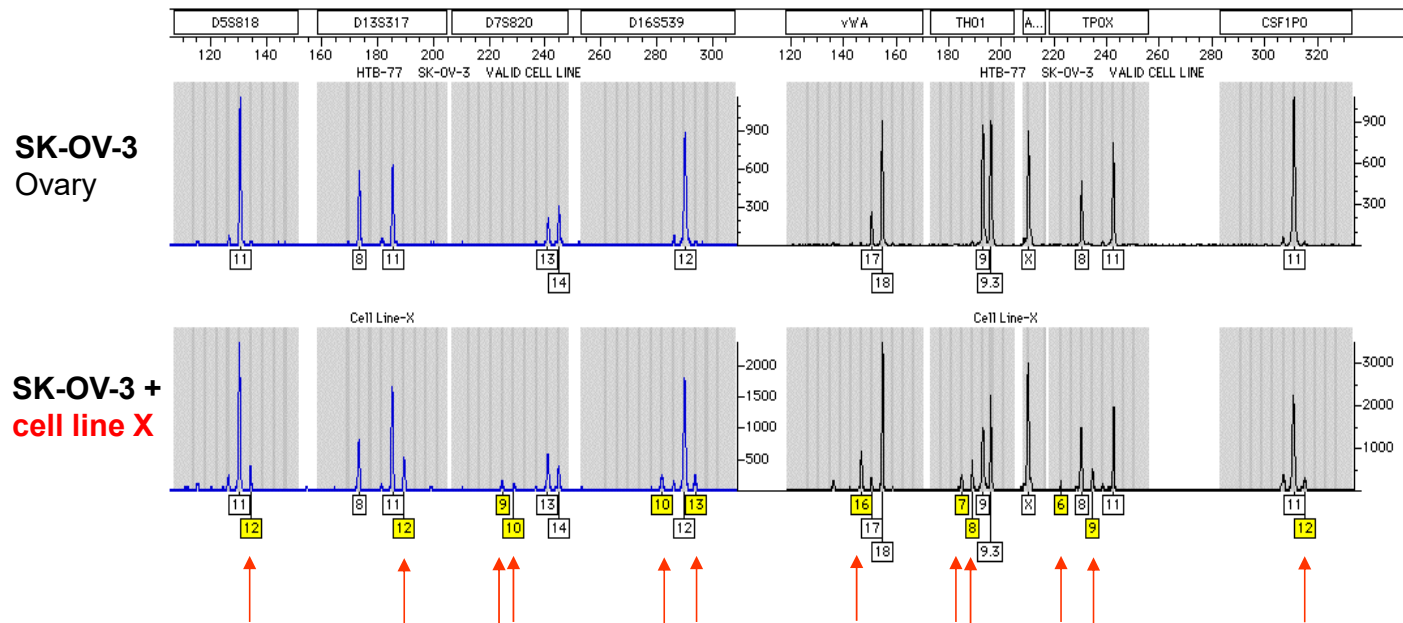 D5S818 D13S317 D7S820 D16S539 vWA TH01 A... TPOX CSF1PO
120 140 160 180 200 220 240 260 280 300 120 140 160 180 200 220 240 260 280 300 320
HTB-77 SK-OV-3 VALID CELL LINE HTB-77 SK-OV-3 VALID CELL LINE
SK-OV-3
Ovary
900 900
600 600
300 300
11 8 11 13 12 17 9 X 8 11 11
14 18 9.3
Cell Line-X Cell Line-X
SK-OV-3 +
cell line X
2000 3000
1500 2000
1000 1000
500
11 8 11 9 13 10 13 16 7 9 X 6 8 11 11
12 12 10 14 12 17 8 9 12
18 9.3